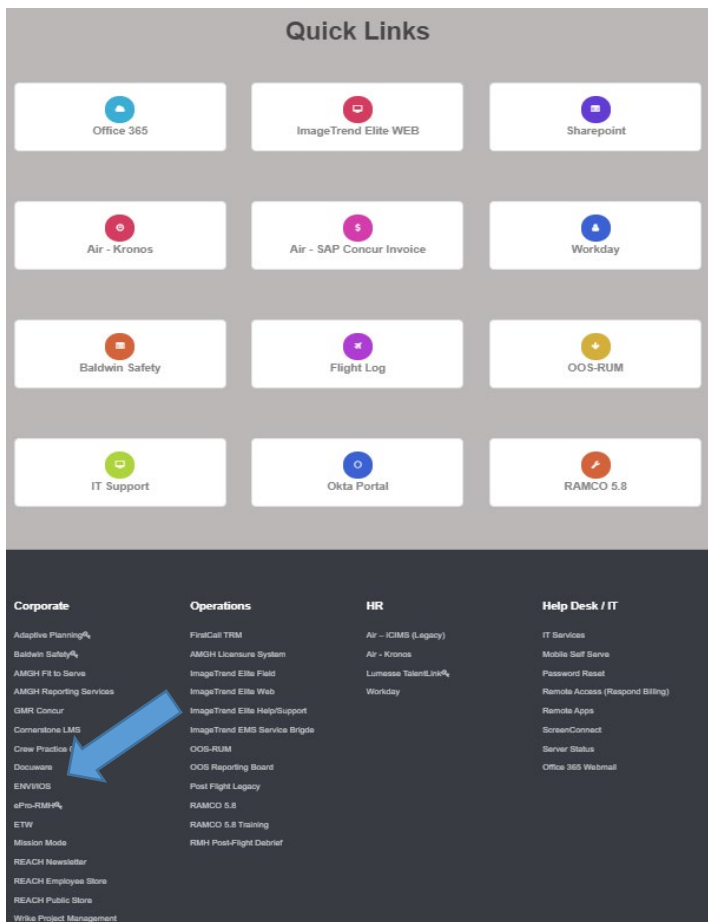 Quick Links
Office 365
ImageTrend Elite WEB
Sharepoint
Air - Kronos
Air - SAP Concur Invoice
Workday
Baldwin Safety
Flight Log
OOS-RUM
IT Support
Okta Portal
RAMCO 5.8
Corporate
Adaptive Planning
Baldwin Safety
AMGH Fit to Serve
AMGH Reporting Services
GMR Concur
Cornerstone LMS
Crew Practice
Docuware
ENVI/IOS
ePro-RMH
ETW
Mission Mode
REACH Newsletter
REACH Employee Store
REACH Public Store
Wrike Project Management
Operations
FirstCall TRM
AMGH Licensure System
ImageTrend Elite Field
ImageTrend Elite Web
ImageTrend Elite Help/Support
ImageTrend EMS Service Brigde
OOS-RUM
OOS Reporting Board
Post Flight Legacy
RAMCO 5.8
RAMCO 5.8 Training
RMH Post-Flight Debrief
HR
Air – ICIMS (Legacy)
Air - Kronos
Lumesse TalentLink
Workday
Help Desk / IT
IT Services
Mobile Self Serve
Password Reset
Remote Access (Respond Billing)
Remote Apps
ScreenConnect
Server Status
Office 365 Webmail